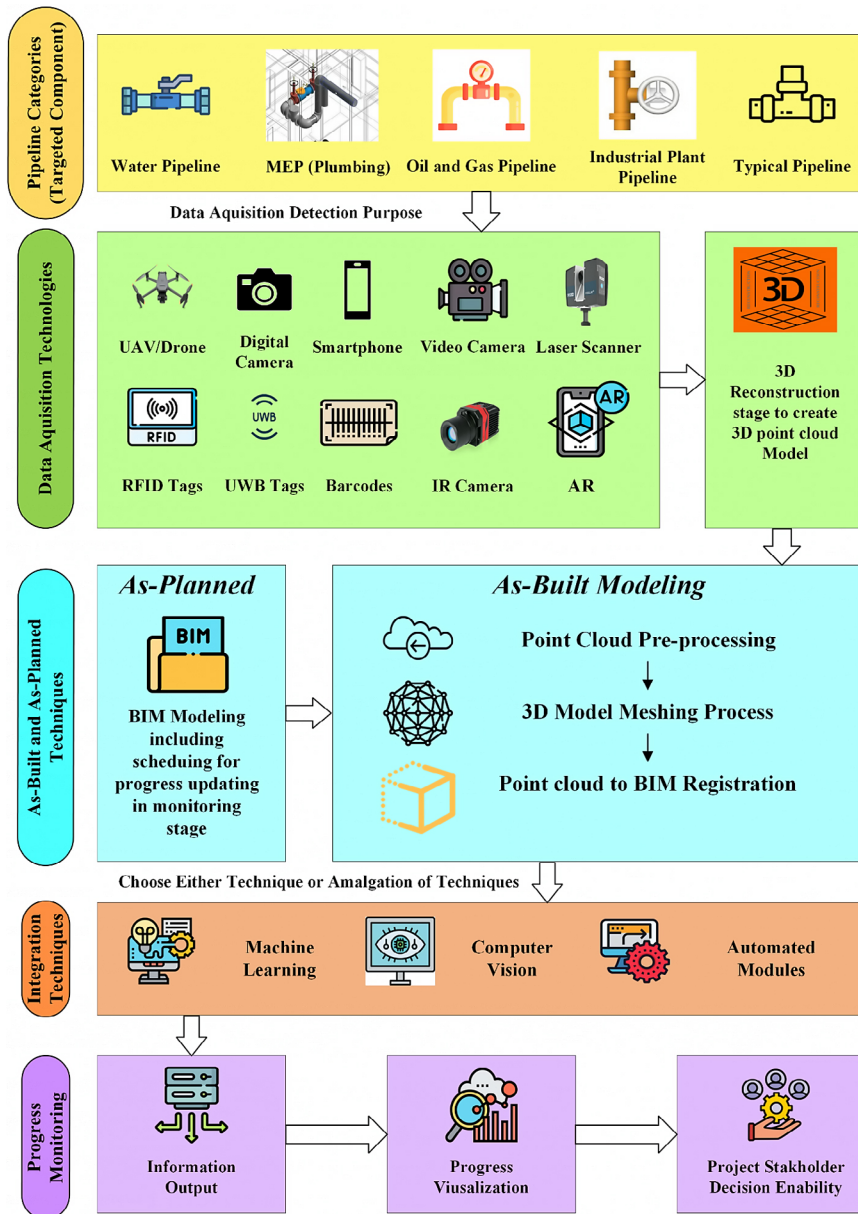 Pipeline Categories
(Targeted Component)
Water Pipeline
MEP (Plumbing)
Oil and Gas Pipeline
Industrial Plant
Pipeline
Typical Pipeline
Data Aquisition Detection Purpose
Data Aquisition Technologies
UAV/Drone
Digital
Camera
Smartphone
Video Camera
Laser Scanner
RFID
RFID Tags
UWB
UWB Tags
Barcodes
IR Camera
AR
AR
3D
3D
Reconstruction
stage to create
3D point cloud
Model
As-Built and As-Planned
Techniques
As-Planned
BIM
BIM Modeling
including
scheduing for
progress updating
in monitoring
stage
As-Built Modeling
Point Cloud Pre-processing
3D Model Meshing Process
Point cloud to BIM Registration
Choose Either Technique or Amalgation of Techniques
Integration
Techniques
Machine
Learning
Computer
Vision
Automated
Modules
Progress
Monitoring
Information
Output
Progress
Viusalization
Project Stakholder
Decision Enability